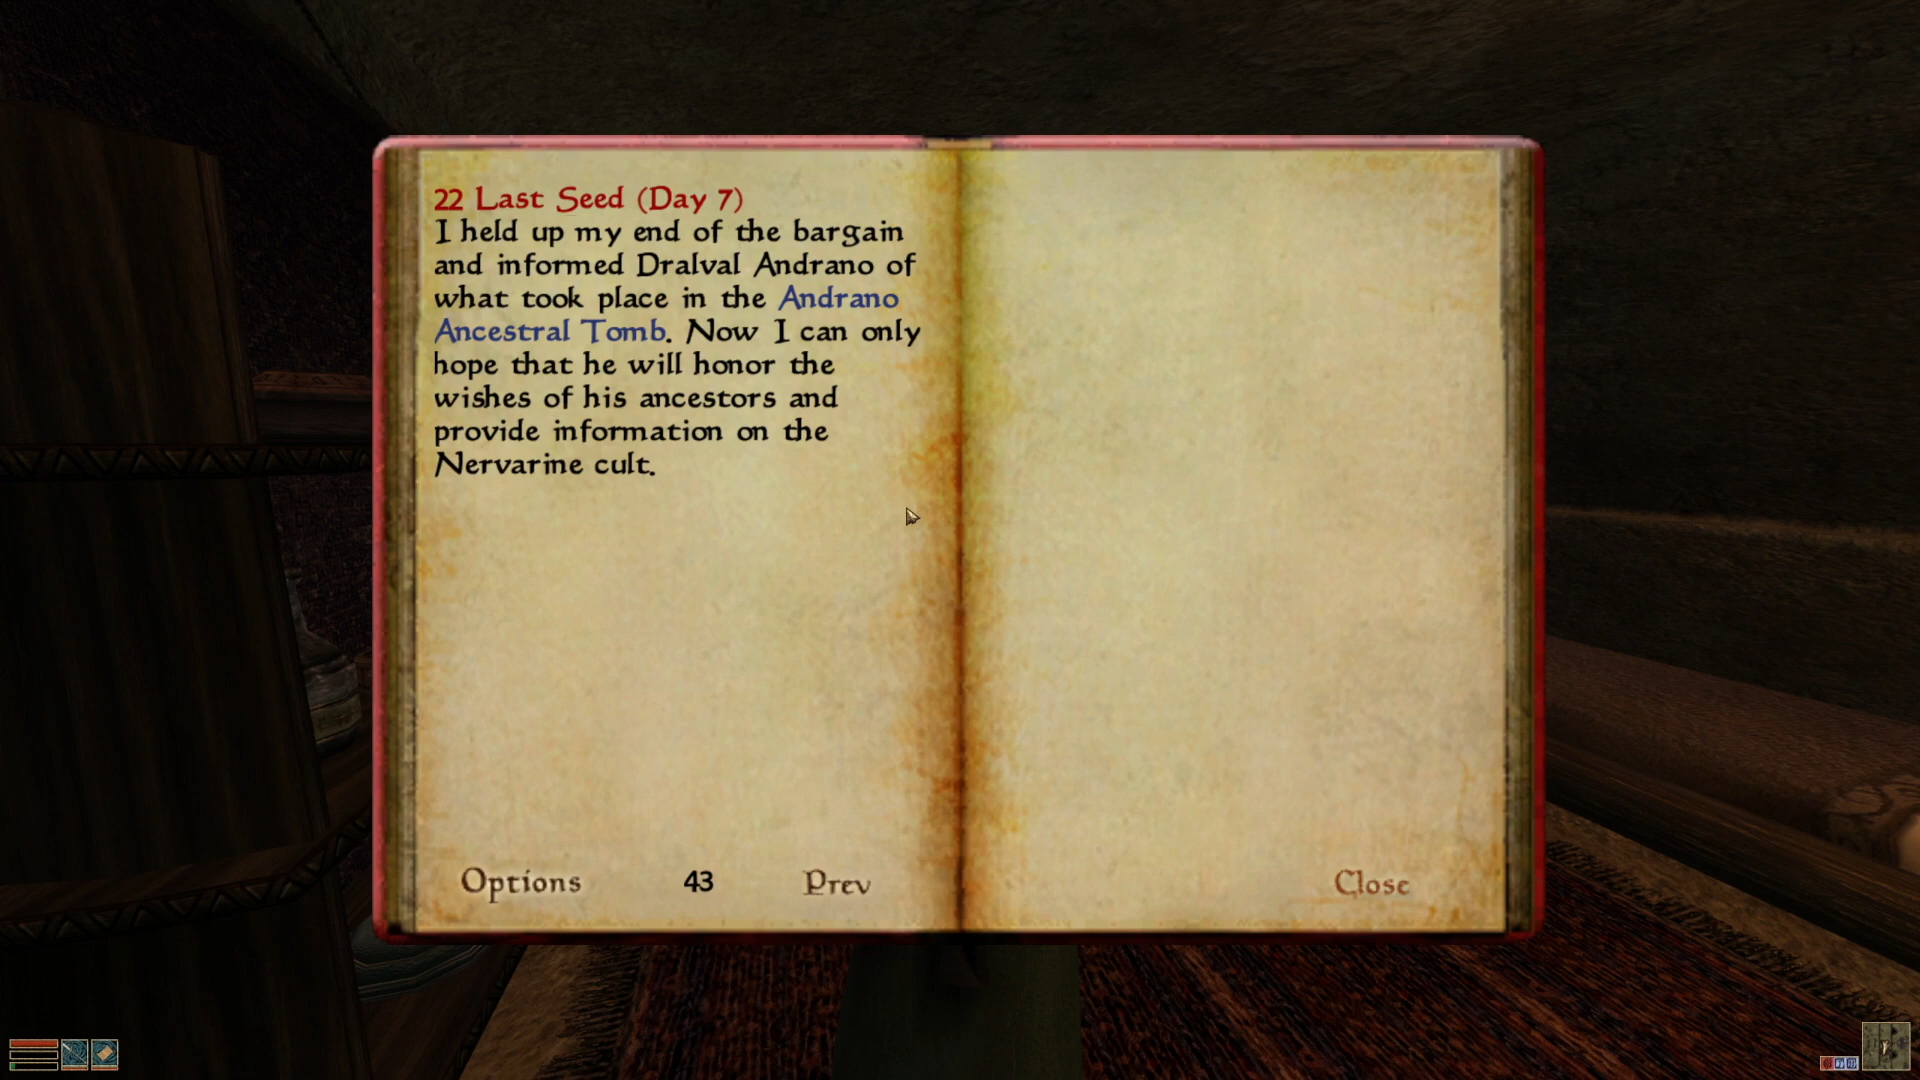 22 Last Seed (Day 7)
I held up my end of the bargain
and informed Dralval Andrano of
what took place in the Andrano
Ancestral Tomb. Now I can only
hope that he will honor the
wishes of his ancestors and
provide information on the
Nervarine cult.
Options 43 Prev Close